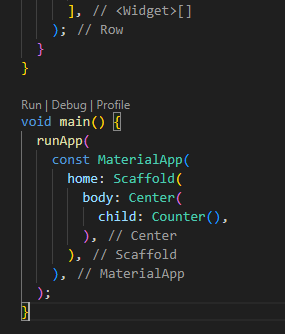 ], // <Widget>[]
); // Row
}
}
Run | Debug | Profile
void main() {
runApp(
const MaterialApp(
home: Scaffold(
body: Center(
child: Counter(),
), // Center
), // Scaffold
), // MaterialApp
);
}